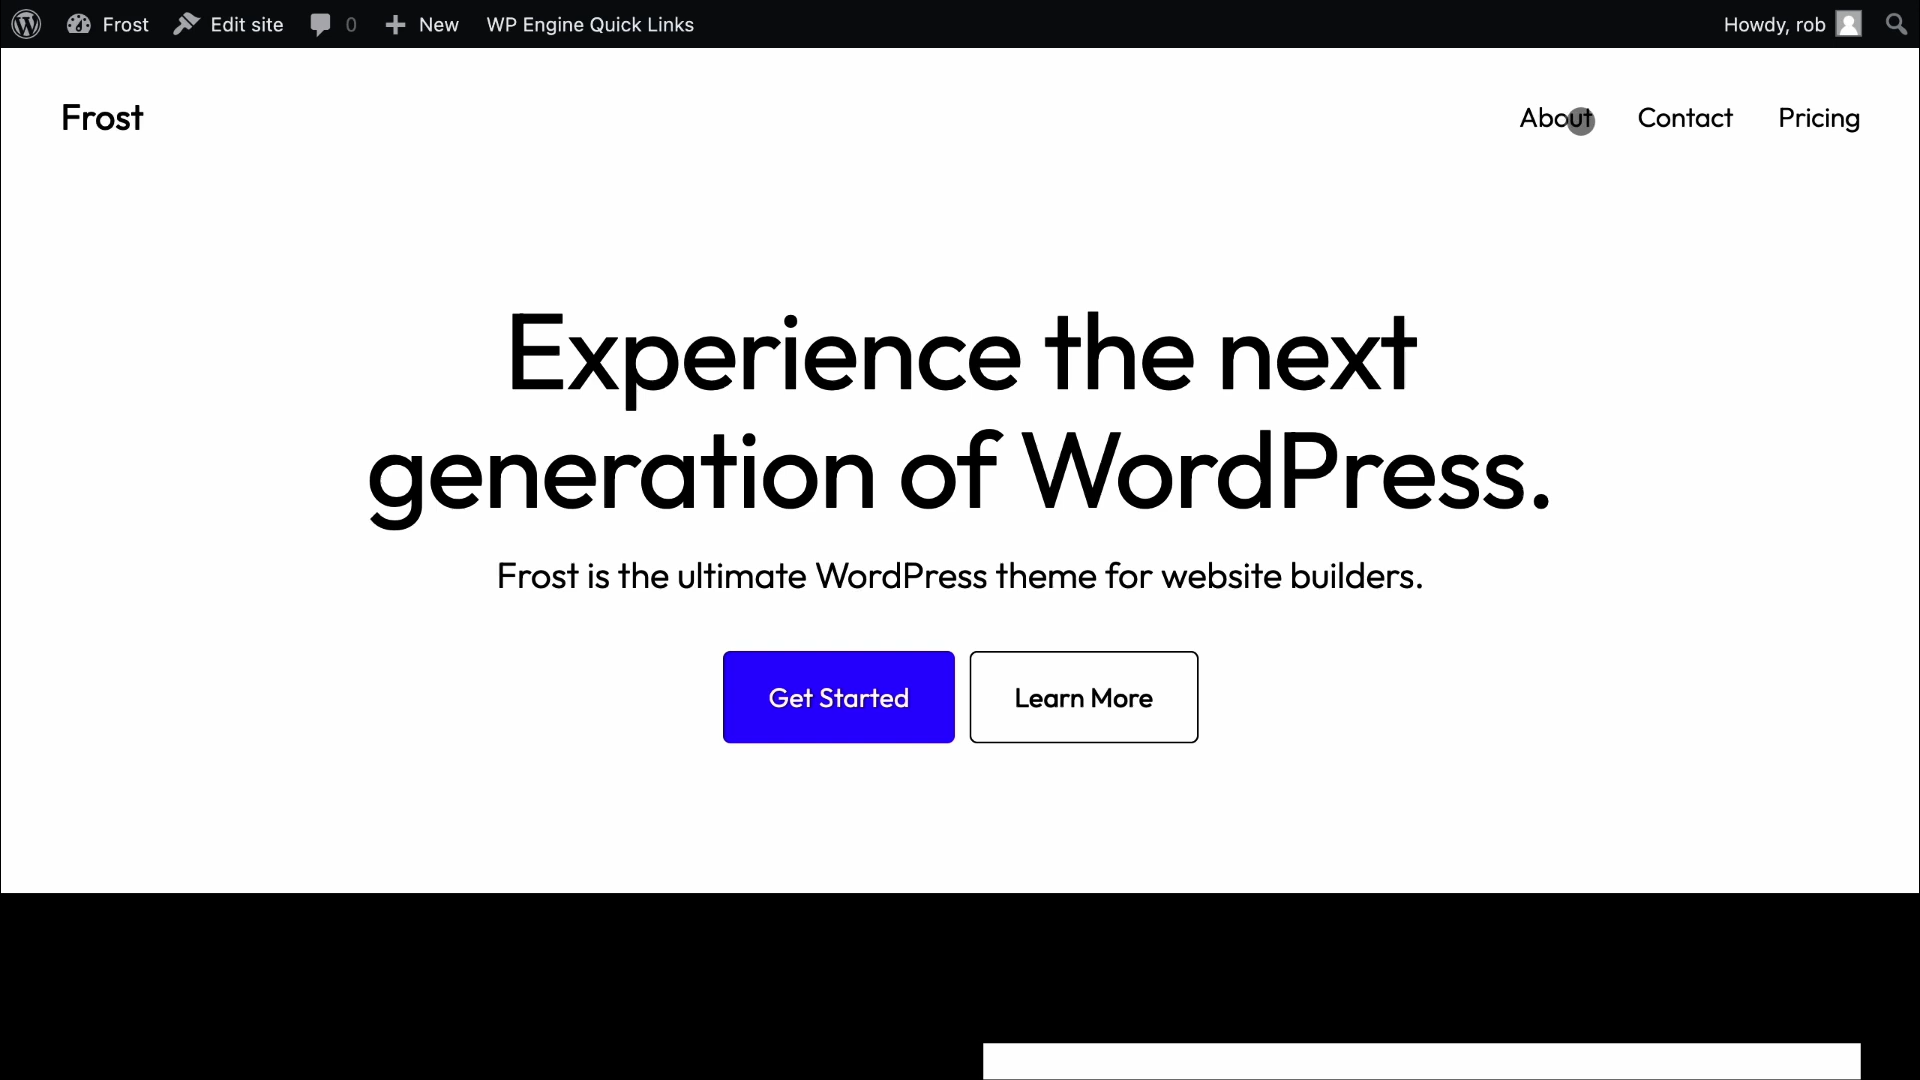 Frost Edit site 0 New WP Engine Quick Links Howdy, rob
Frost About Contact Pricing
Experience the next
generation of WordPress.
Frost is the ultimate WordPress theme for website builders.
Get Started Learn More